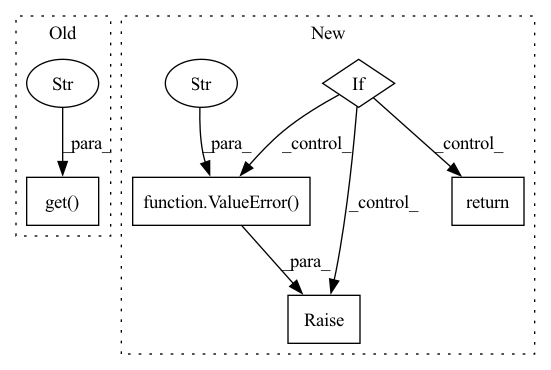 Old
New
Str
Str
If
_para_
_para_
_control_
_control_
get()
function.ValueError()
_control_
return
_para_
Raise